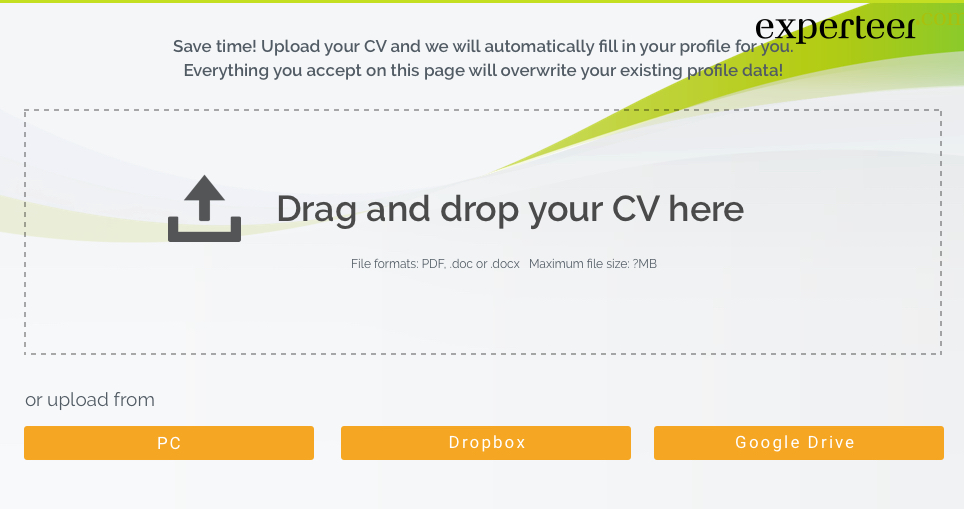 experteer
Save time! Upload your CV and we will automatically fill in your profile for you.
Everything you accept on this page will overwrite your existing profile data!
Drag and drop your CV here
File formats: PDF, .doc or .docx Maximum file size: ?MB
or upload from
PC
Dropbox
Google Drive